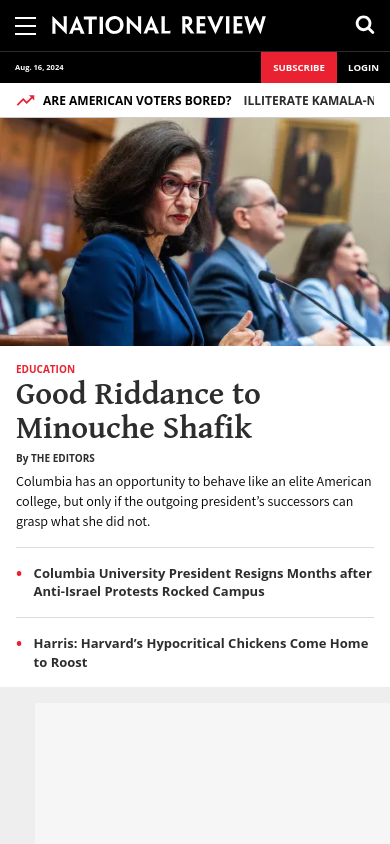 NATIONAL REVIEW
Aug. 16, 2024
SUBSCRIBE
LOGIN
ARE AMERICAN VOTERS BORED? ILLITERATE KAMALA-N
EDUCATION
Good Riddance to
Minouche Shafik
By THE EDITORS
Columbia has an opportunity to behave like an elite American
college, but only if the outgoing president’s successors can
grasp what she did not.
Columbia University President Resigns Months after
Anti-Israel Protests Rocked Campus
Harris: Harvard’s Hypocritical Chickens Come Home
to Roost